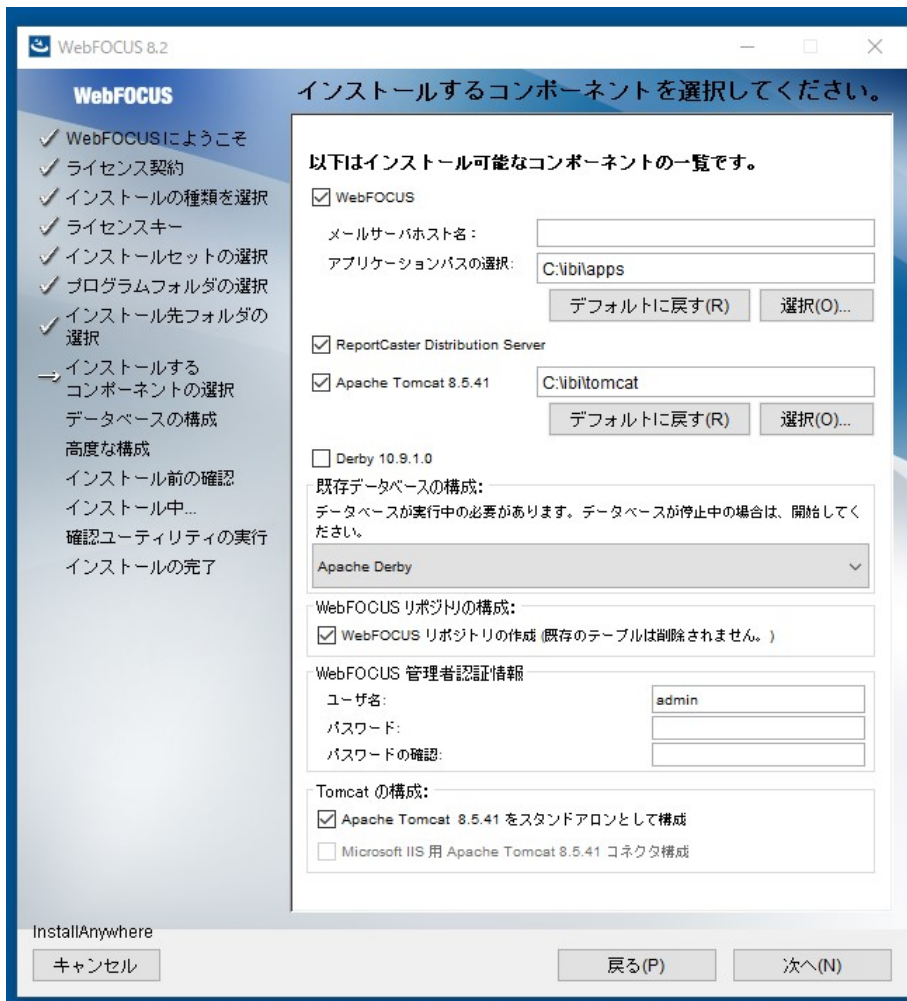 WebFOCUS 8.2
WebFOCUS
インストールするコンポーネントを選択してください。
WebFOCUSにようこそ
ライセンス契約
インストールの種類を選択
ライセンスキー
インストールセットの選択
プログラムフォルダの選択
インストール先フォルダの
選択
インストールする
コンポーネントの選択
データベースの構成
高度な構成
インストール前の確認
インストール中...
確認ユーティリティの実行
インストールの完了
以下はインストール可能なコンポーネントの一覧です。
WebFOCUS
メールサーバホスト名:
アプリケーションパスの選択: C:\ibi\apps
デフォルトに戻す(R) 選択(O)...
ReportCaster Distribution Server
Apache Tomcat 8.5.41 C:\ibi\tomcat
デフォルトに戻す(R) 選択(O)...
Derby 10.9.1.0
既存データベースの構成:
データベースが実行中の必要があります。データベースが停止中の場合は、開始してく
ださい。
Apache Derby
WebFOCUS リポジトリの構成:
WebFOCUS リポジトリの作成 (既存のテーブルは削除されません。)
WebFOCUS 管理者認証情報
ユーザ名: admin
パスワード:
パスワードの確認:
Tomcat の構成:
Apache Tomcat 8.5.41 をスタンドアロンとして構成
Microsoft IIS 用 Apache Tomcat 8.5.41 コネクタ構成
InstallAnywhere
キャンセル 戻る(P) 次へ(N)